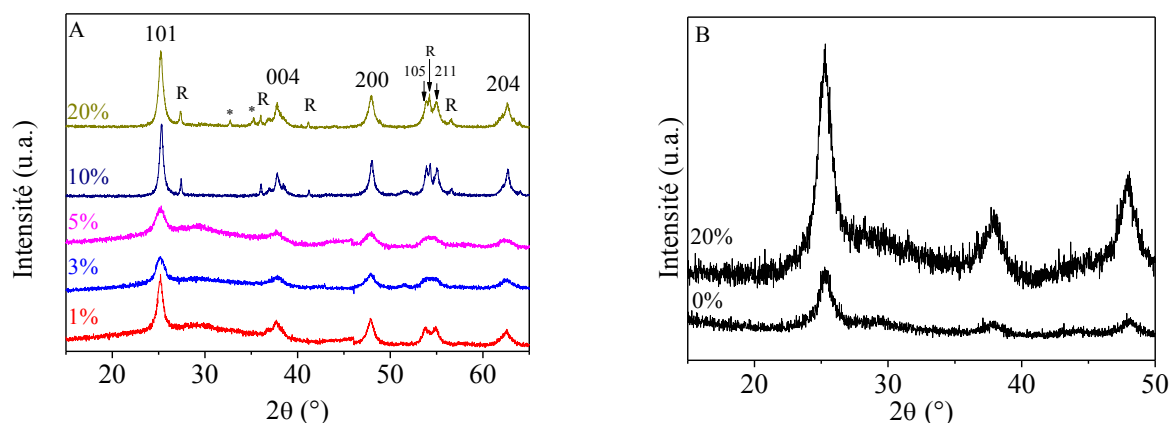 A
101
R
*
*
R
004
R
200
105
R
211
R
204
20%
10%
5%
3%
1%
Intensité (u.a.)
20 30 40 50 60
2θ (°)
B
20%
0%
Intensité (u.a.)
20 30 40 50
2θ (°)